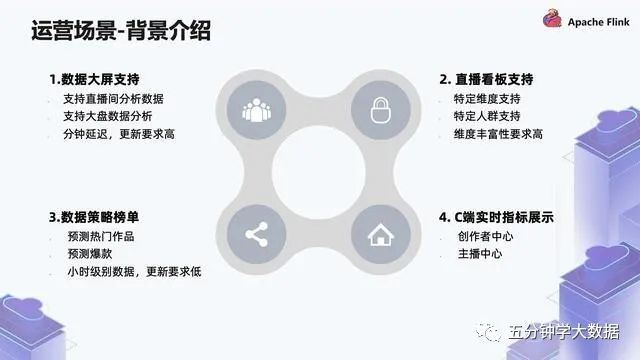 运营场景-背景介绍
Apache Flink
1.数据大屏支持
支持直播间分析数据
支持大盘数据分析
分钟延迟，更新要求高
2. 直播看板支持
特定维度支持
特定人群支持
维度丰富性要求高
3.数据策略榜单
预测热门作品
预测爆款
小时级别数据，更新要求低
4. C端实时指标展示
创作者中心
主播中心
五分钟学大数据